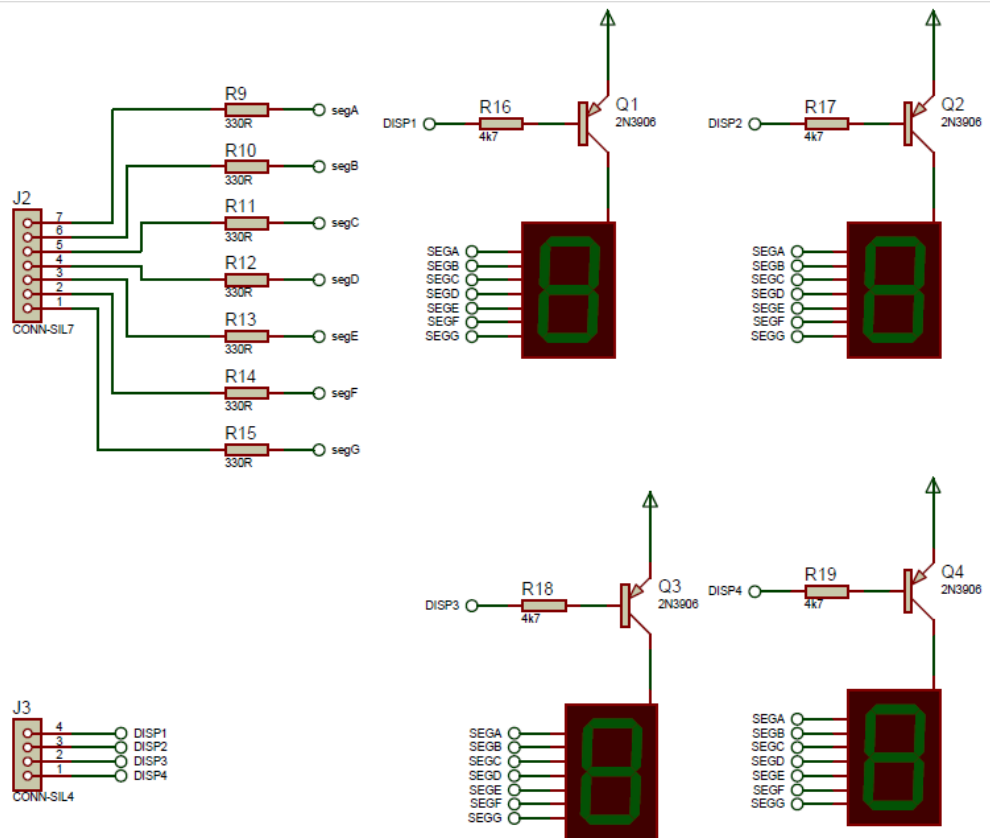 J2
7
6
5
4
3
2
1
CONN-SIL7
R9
330R
segA
R10
330R
segB
R11
330R
segC
R12
330R
segD
R13
330R
segE
R14
330R
segF
R15
330R
segG
DISP1
R16
4k7
Q1
2N3906
SEGA
SEGB
SEGC
SEGD
SEGE
SEGF
SEGG
DISP2
R17
4k7
Q2
2N3906
SEGA
SEGB
SEGC
SEGD
SEGE
SEGF
SEGG
J3
4 DISP1
3 DISP2
2 DISP3
1 DISP4
CONN-SIL4
DISP3
R18
4k7
Q3
2N3906
SEGA
SEGB
SEGC
SEGD
SEGE
SEGF
SEGG
DISP4
R19
4k7
Q4
2N3906
SEGA
SEGB
SEGC
SEGD
SEGE
SEGF
SEGG